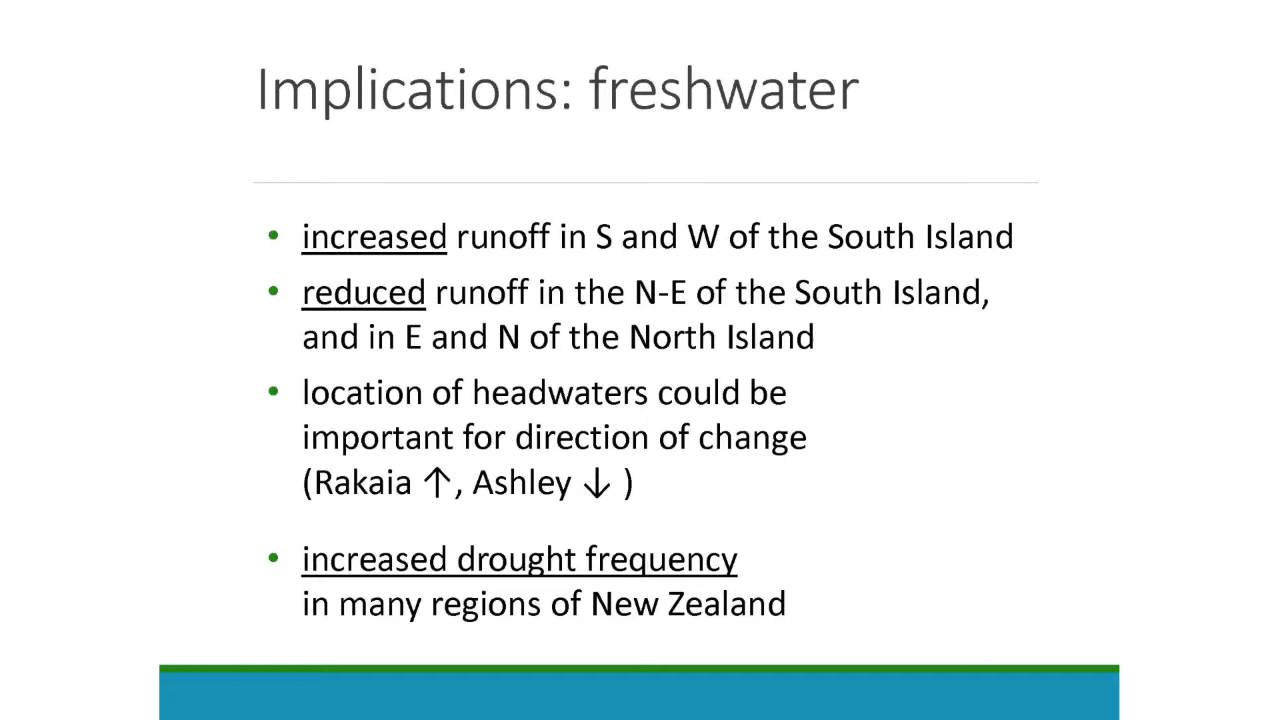 Implications: freshwater
• increased runoff in S and W of the South Island
• reduced runoff in the N-E of the South Island,
and in E and N of the North Island
• location of headwaters could be
important for direction of change
(Rakaia ↑, Ashley ↓ )
• increased drought frequency
in many regions of New Zealand